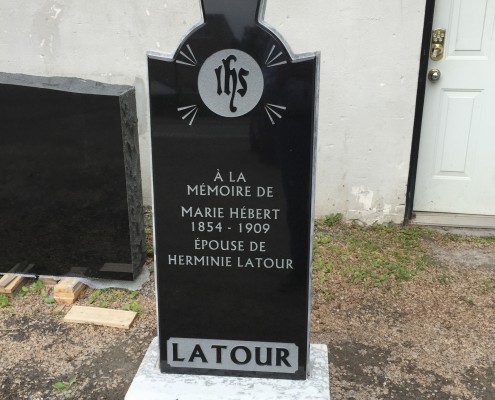 ihs
À LA
MÉMOIRE DE
MARIE HÉBERT
1854 - 1909
ÉPOUSE DE
HERMINIE LATOUR
LATOUR